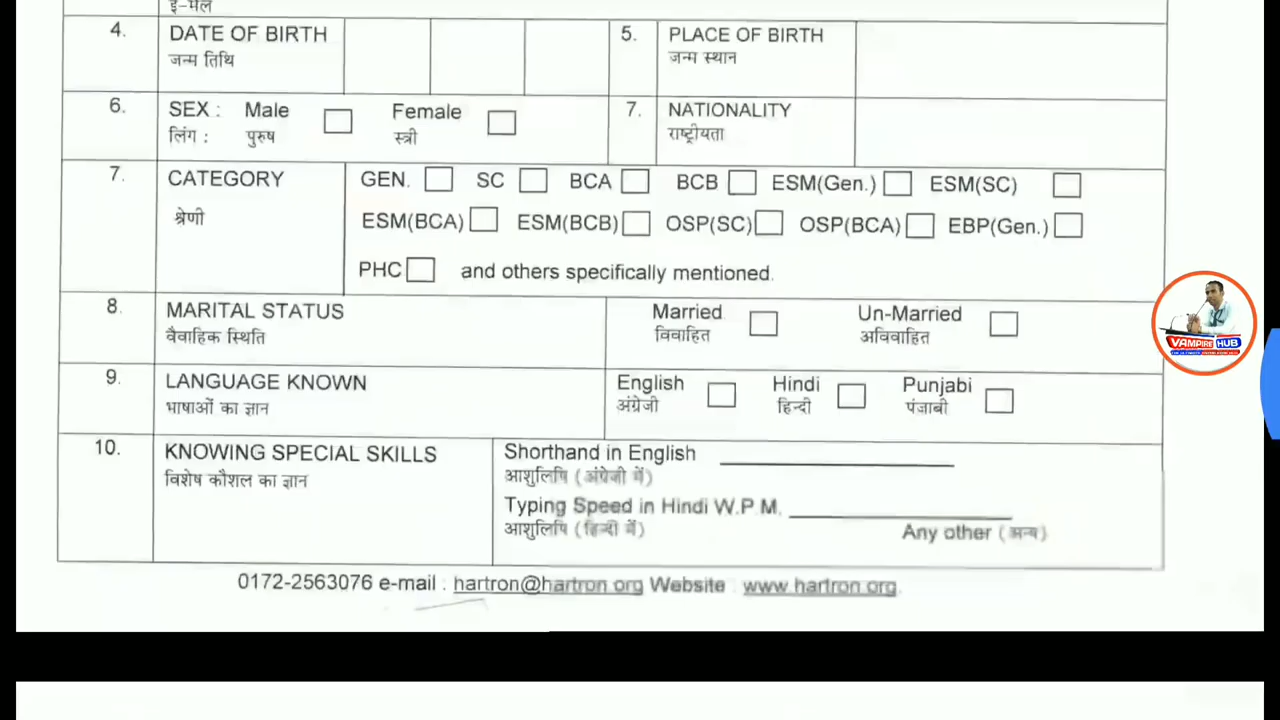 ई-मेल
4. DATE OF BIRTH 5. PLACE OF BIRTH
जन्म तिथि जन्म स्थान
6. SEX : Male Female 7. NATIONALITY
लिंग : पुरुष स्त्री राष्ट्रीयता
7. CATEGORY GEN. SC BCA BCB ESM(Gen.) ESM(SC)
श्रेणी ESM(BCA) ESM(BCB) OSP(SC) OSP(BCA) EBP(Gen.)
PHC and others specifically mentioned.
8. MARITAL STATUS Married Un-Married
वैवाहिक स्थिति विवाहित अविवाहित
9. LANGUAGE KNOWN English Hindi Punjabi
भाषाओं का ज्ञान अंग्रेजी हिन्दी पंजाबी
10. KNOWING SPECIAL SKILLS Shorthand in English
विशेष कौशल का ज्ञान आशुलिपि (अंग्रेजी में)
Typing Speed in Hindi W.P.M.
आशुलिपि (हिन्दी में) Any other (अन्य)
0172-2563076 e-mail : hartron@hartron.org Website : www.hartron.org.
VAMPIRE HUB